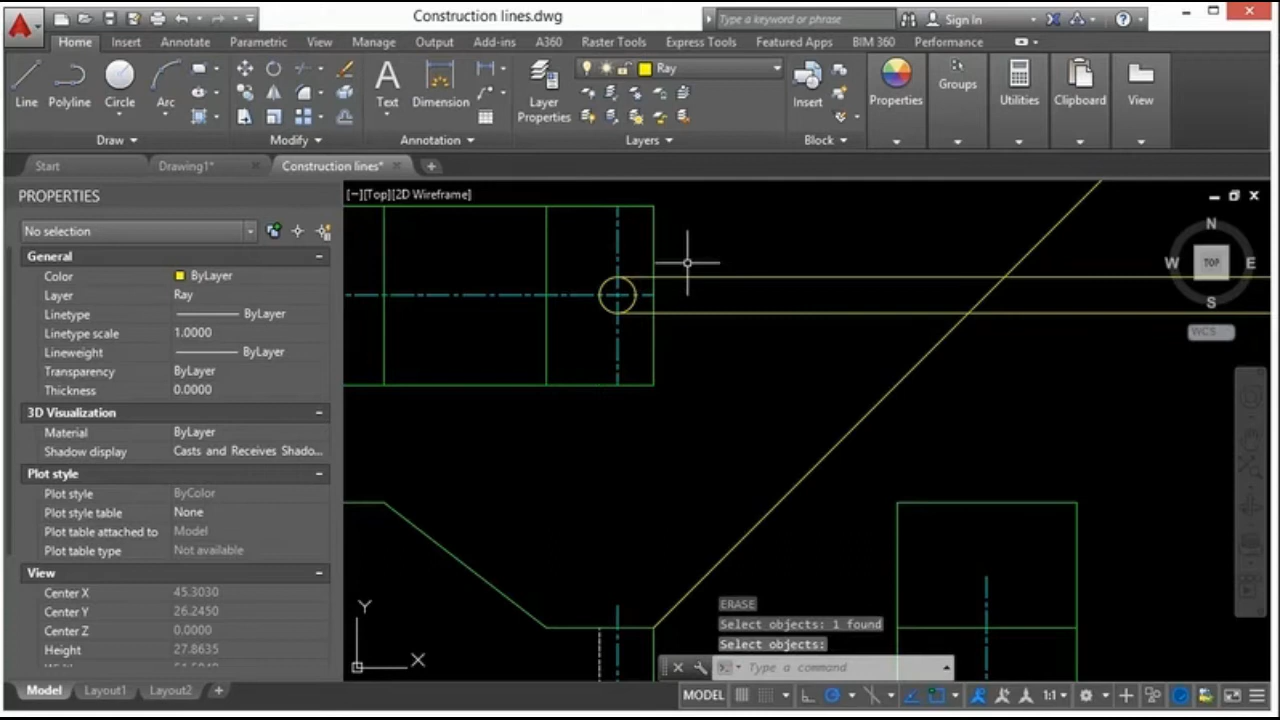 Construction lines.dwg
Type a keyword or phrase
Sign In
Home Insert Annotate Parametric View Manage Output Add-ins A360 Raster Tools Express Tools Featured Apps BIM 360 Performance
Ray
Line Polyline Circle Arc Text Dimension Layer Properties Insert Properties Groups Utilities Clipboard View
Draw Modify Annotation Layers Block
Start Drawing1* Construction lines*
PROPERTIES
[−][Top][2D Wireframe]
No selection
General
Color ByLayer
Layer Ray
Linetype ByLayer
Linetype scale 1.0000
Lineweight ByLayer
Transparency ByLayer
Thickness 0.0000
3D Visualization
Material ByLayer
Shadow display Casts and Receives Shado...
Plot style
Plot style ByColor
Plot style table None
Plot table attached to Model
Plot table type Not available
View
Center X 45.3030
Center Y 26.2450
Center Z 0.0000
Height 27.8635
N
W TOP E
S
WCS
Y
X
ERASE
Select objects: 1 found
Select objects:
Type a command
Model Layout1 Layout2 +
MODEL 1:1